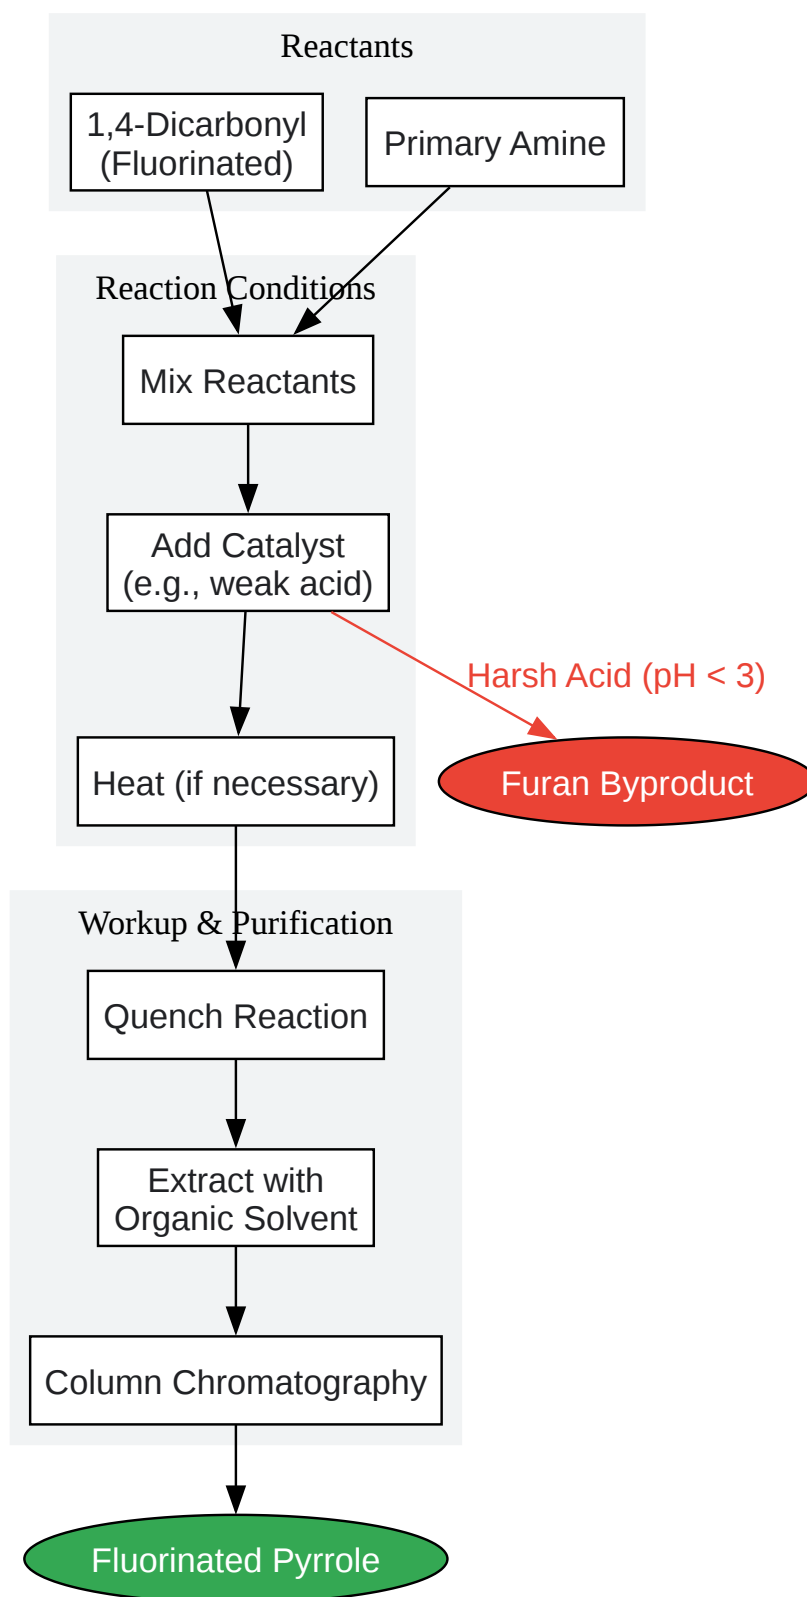 Reactants
1,4-Dicarbonyl
(Fluorinated)
Primary Amine
Reaction Conditions
Mix Reactants
Add Catalyst
(e.g., weak acid)
Harsh Acid (pH < 3)
Heat (if necessary)
Furan Byproduct
Workup & Purification
Quench Reaction
Extract with
Organic Solvent
Column Chromatography
Fluorinated Pyrrole